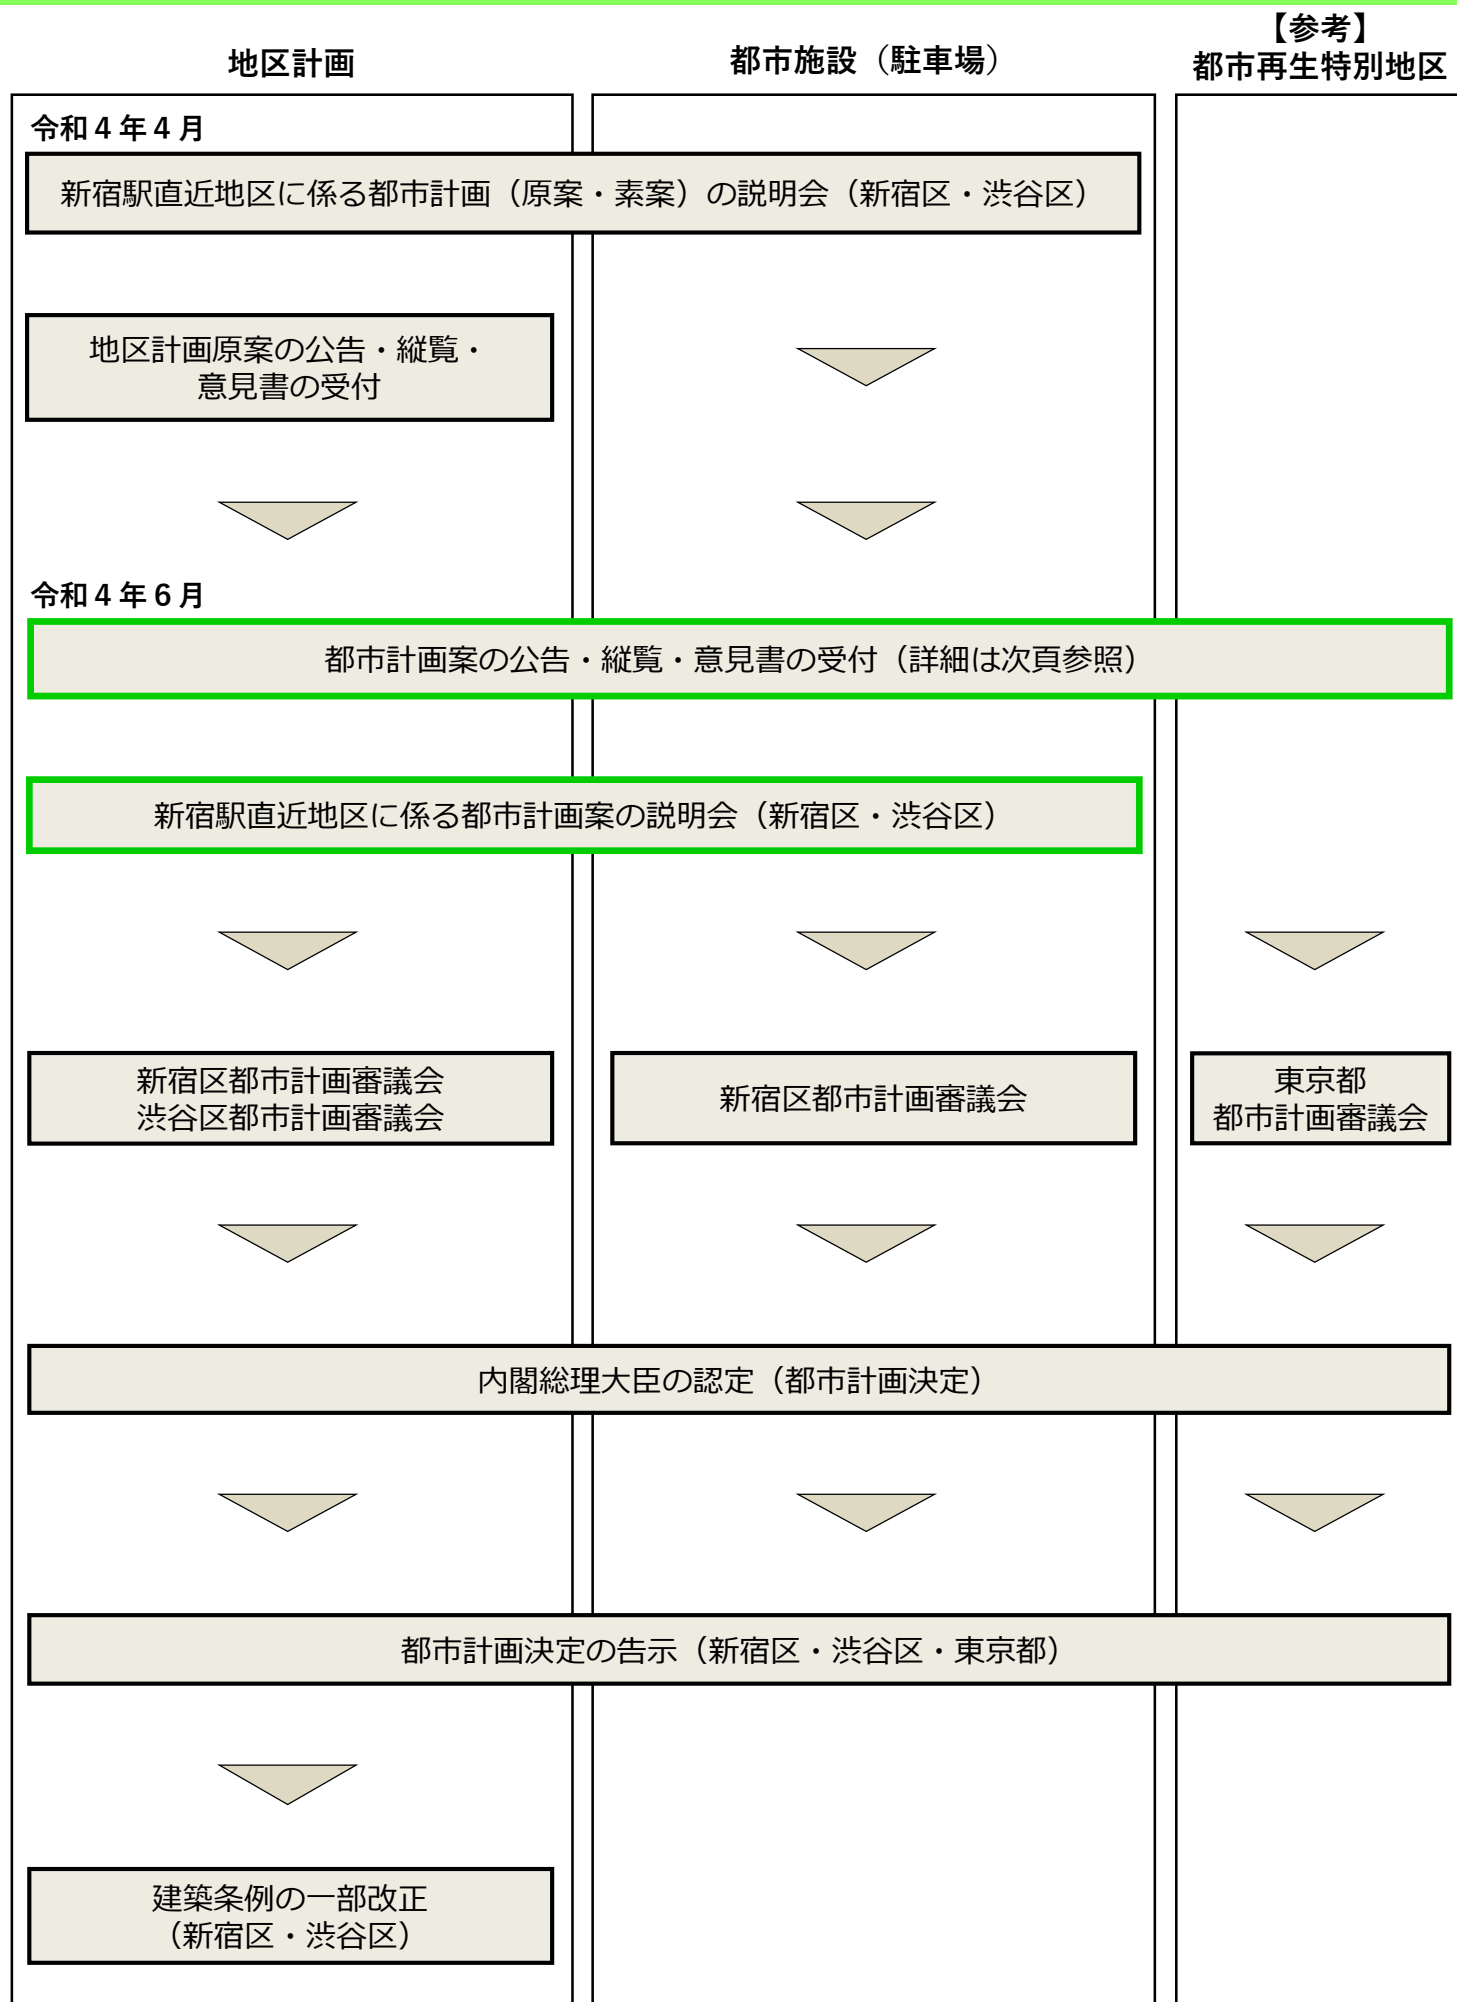 地区計画
都市施設（駐車場）
【参考】
都市再生特別地区
令和４年４月
新宿駅直近地区に係る都市計画（原案・素案）の説明会（新宿区・渋谷区）
地区計画原案の公告・縦覧・
意見書の受付
令和４年６月
都市計画案の公告・縦覧・意見書の受付（詳細は次頁参照）
新宿駅直近地区に係る都市計画案の説明会（新宿区・渋谷区）
新宿区都市計画審議会
渋谷区都市計画審議会
新宿区都市計画審議会
東京都
都市計画審議会
内閣総理大臣の認定（都市計画決定）
都市計画決定の告示（新宿区・渋谷区・東京都）
建築条例の一部改正
（新宿区・渋谷区）